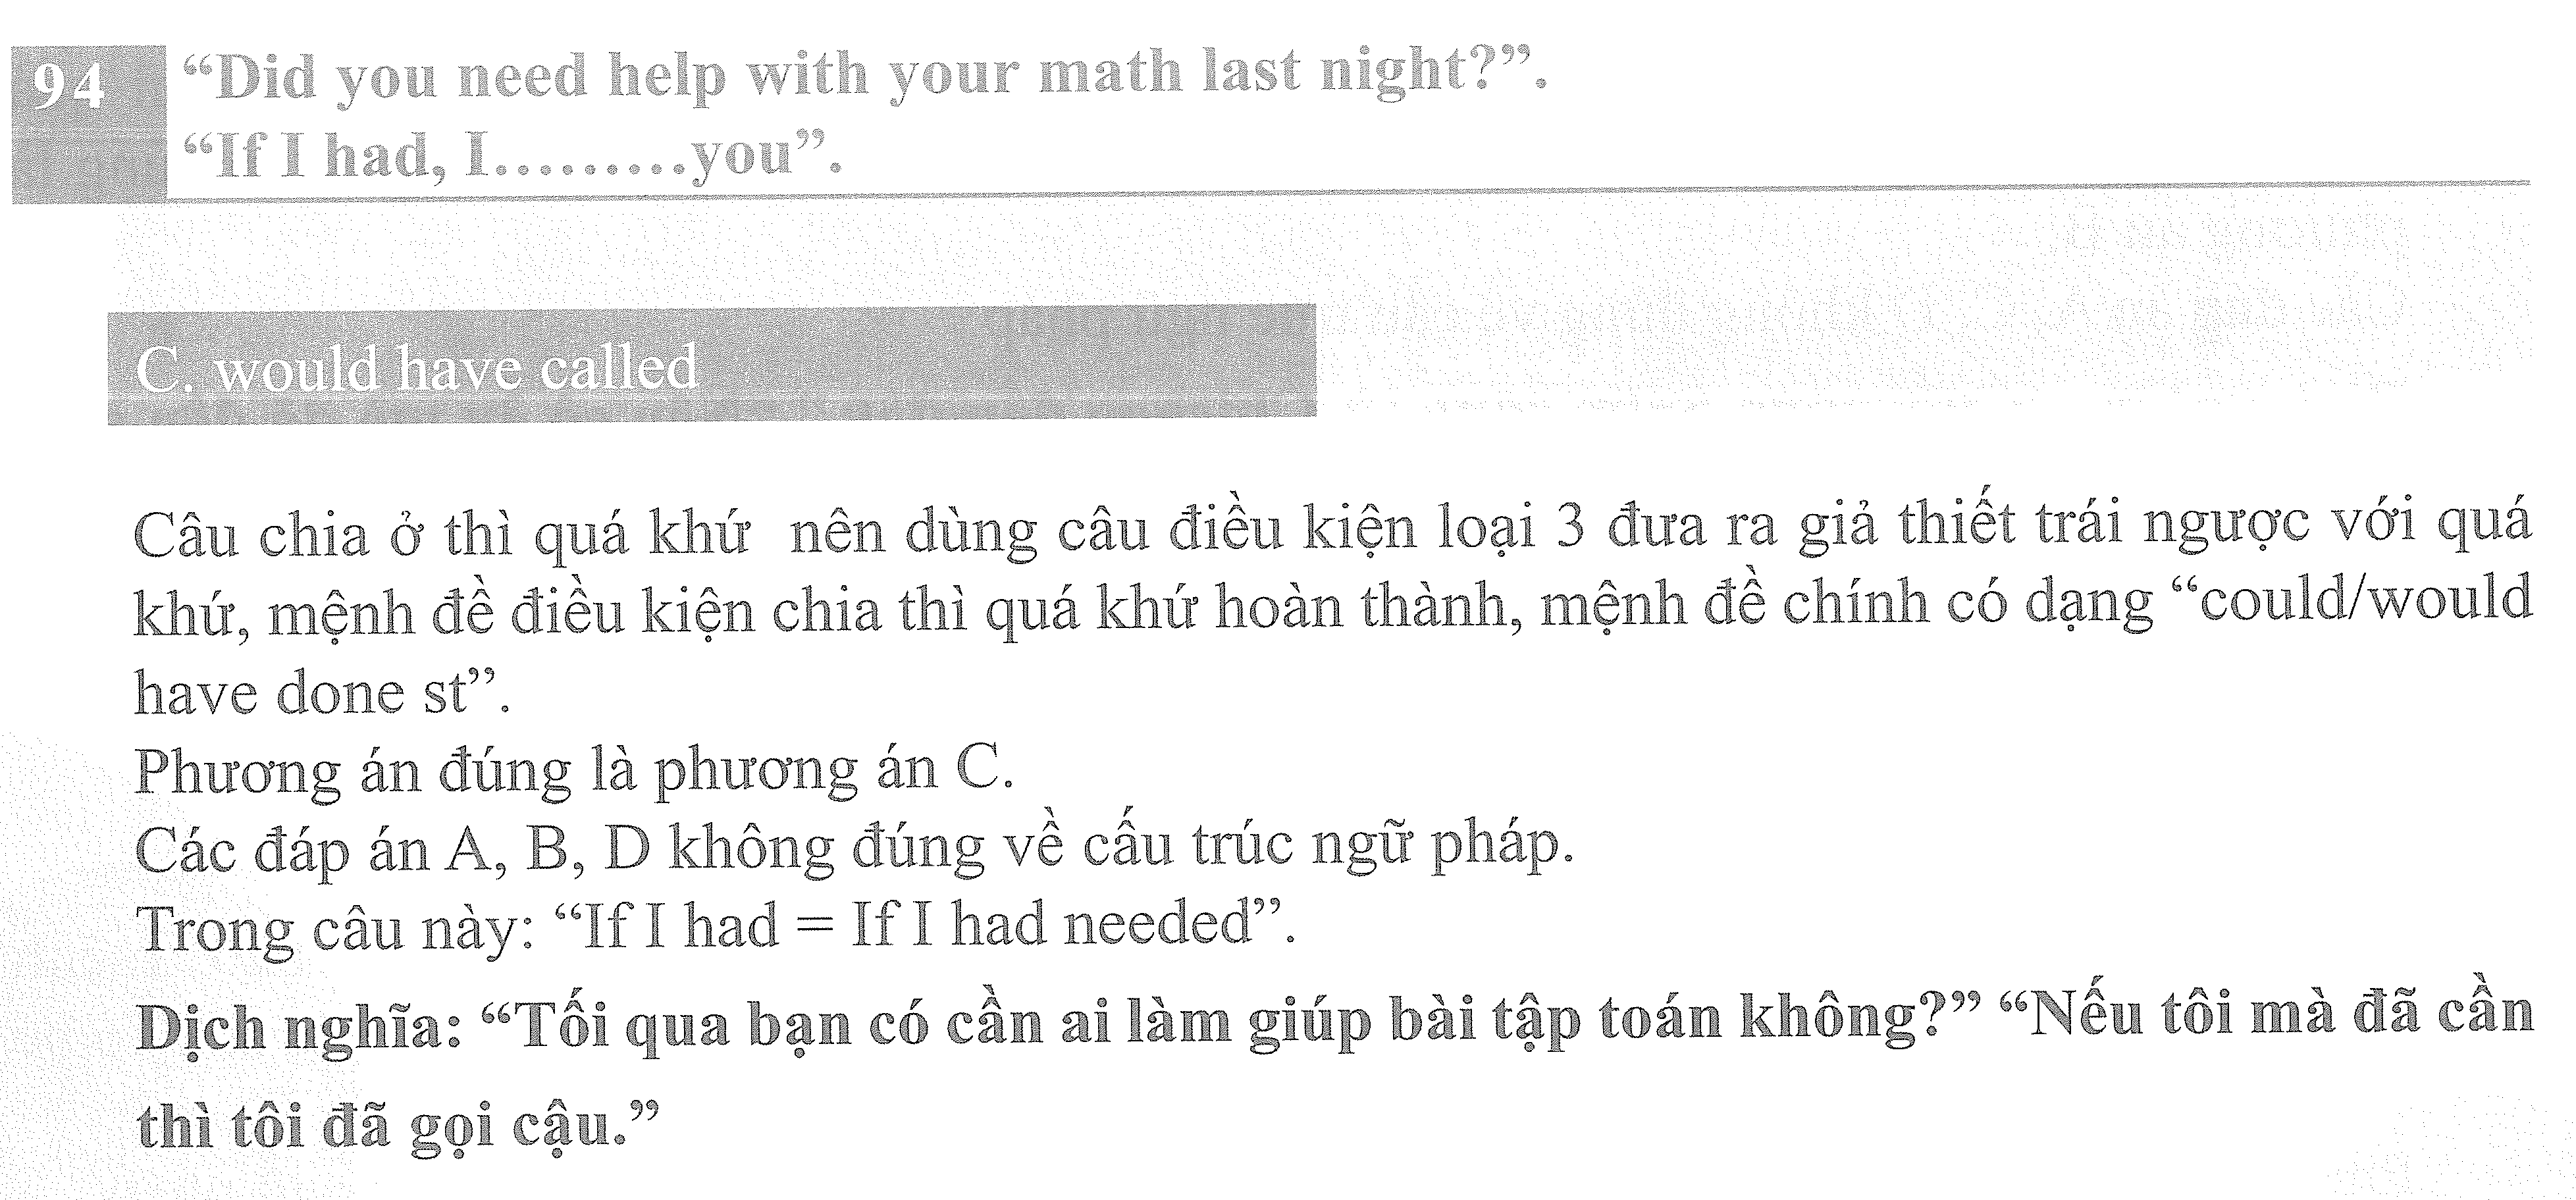 94 “Did you need help with your math last night?”.
“If I had, I.........you”.
C. would have called
Câu chia ở thì quá khứ nên dùng câu điều kiện loại 3 đưa ra giả thiết trái ngược với quá
khứ, mệnh đề điều kiện chia thì quá khứ hoàn thành, mệnh đề chính có dạng “could/would
have done st”.
Phương án đúng là phương án C.
Các đáp án A, B, D không đúng về cấu trúc ngữ pháp.
Trong câu này: “If I had = If I had needed”.
Dịch nghĩa: “Tối qua bạn có cần ai làm giúp bài tập toán không?” “Nếu tôi mà đã cần
thì tôi đã gọi cậu.”